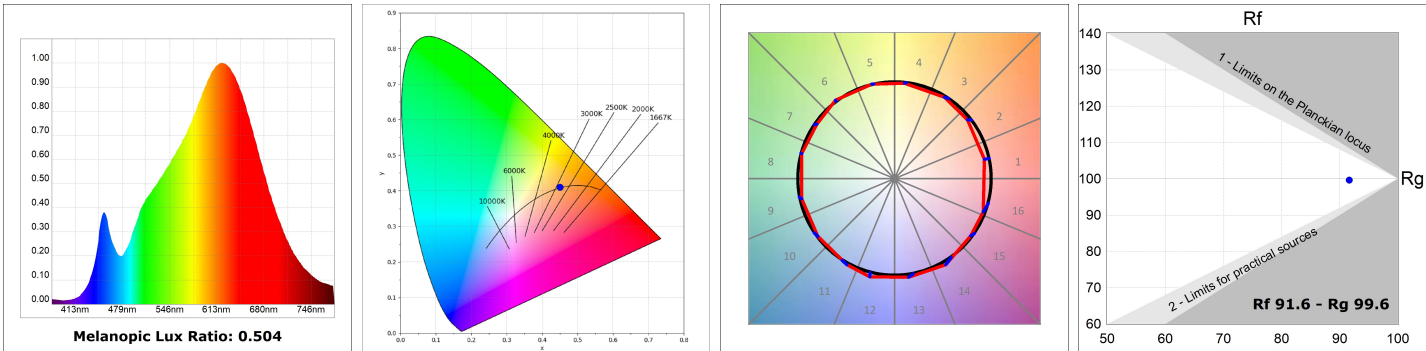 1.00
0.90
0.80
0.70
0.60
0.50
0.40
0.30
0.20
0.10
0.00
413nm 479nm 546nm 613nm 680nm 746nm
Melanopic Lux Ratio: 0.504
0.9
0.8
0.7
0.6
0.5
0.4
0.3
0.2
0.1
0.0
y
0.0 0.1 0.2 0.3 0.4 0.5 0.6 0.7 0.8
x
10000K
6000K
4000K
3000K
2500K
2000K
1667K
1
2
3
4
5
6
7
8
9
10
11
12
13
14
15
16
Rf
140
130
120
110
100
90
80
70
60
Rg
1 - Limits on the Planckian locus
2 - Limits for practical sources
Rf 91.6 - Rg 99.6
50 60 70 80 90 100